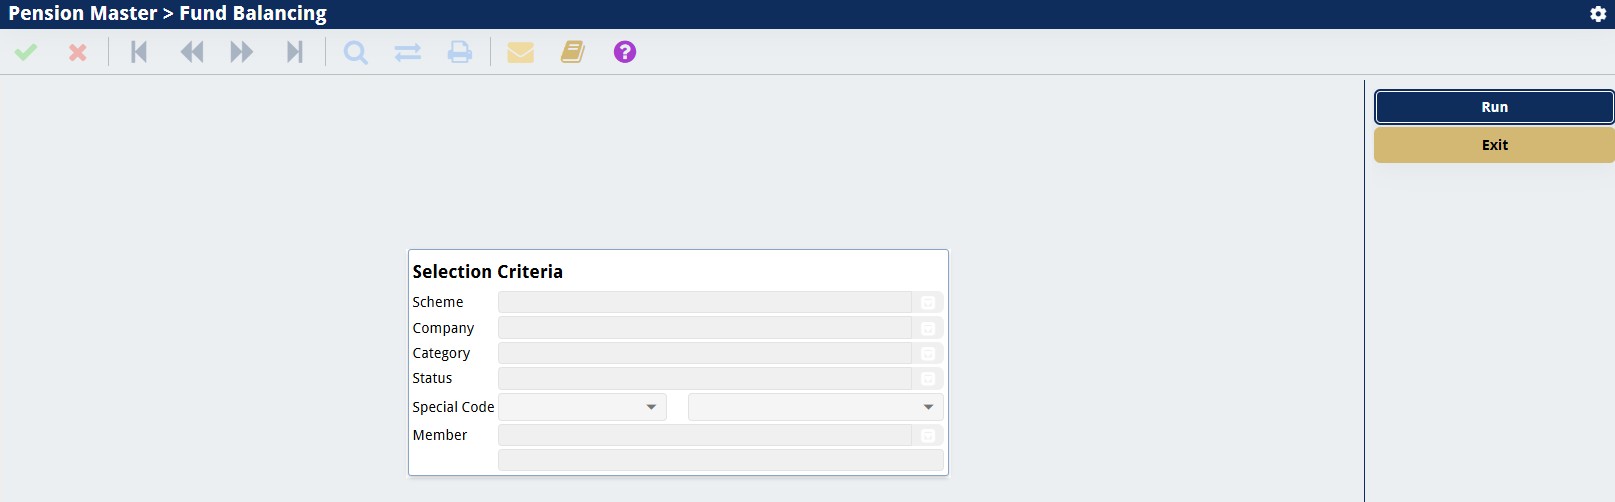 Pension Master > Fund Balancing
?
Run
Exit
Selection Criteria
Scheme
Company
Category
Status
Special Code
Member